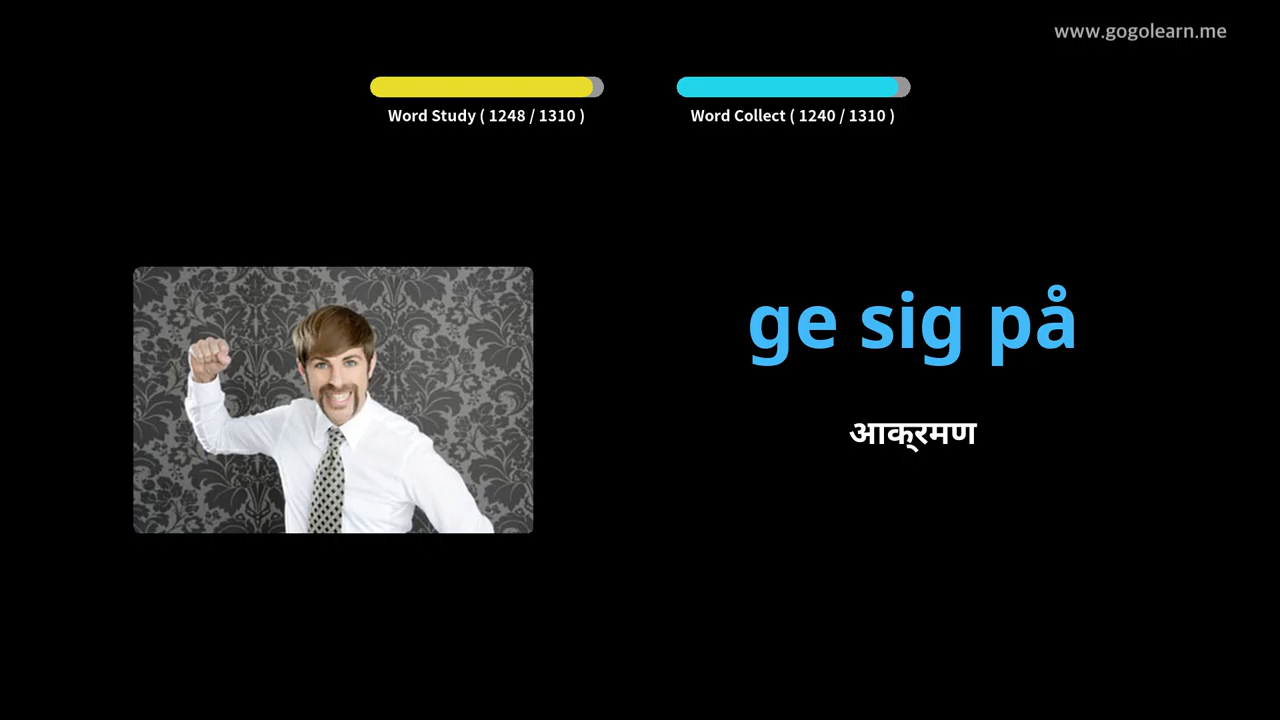 www.gogolearn.me
Word Study ( 1248 / 1310 )
Word Collect ( 1240 / 1310 )
ge sig på
आक्रमण